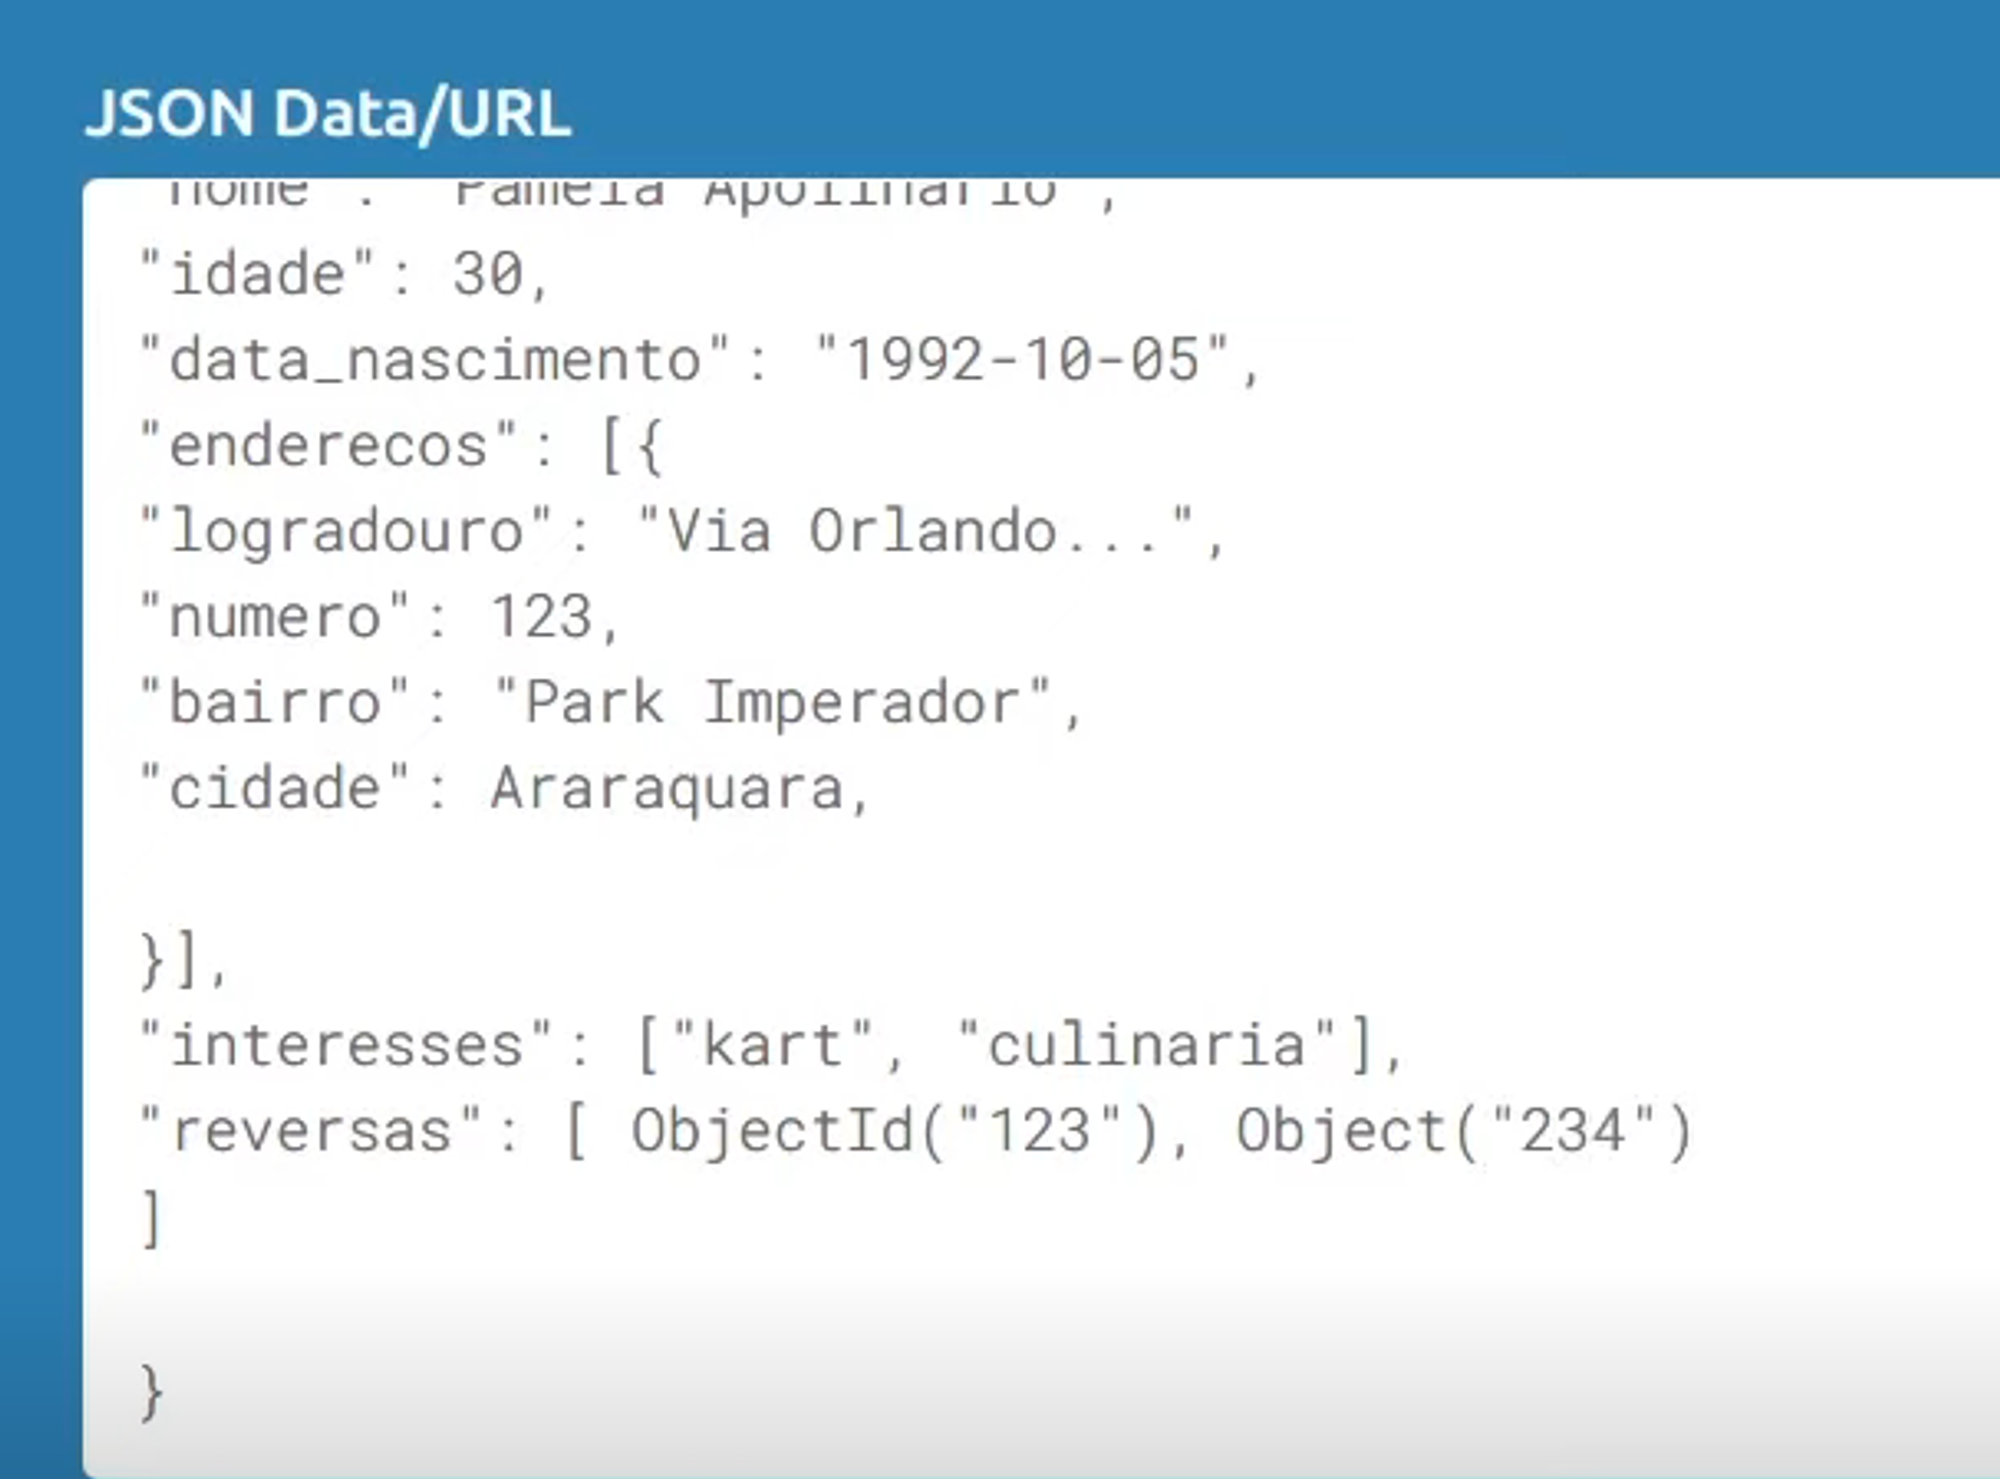 JSON Data/URL
"nome": "Pamela Apolinario",
"idade": 30,
"data_nascimento": "1992-10-05",
"enderecos": [{
"logradouro": "Via Orlando...",
"numero": 123,
"bairro": "Park Imperador",
"cidade": Araraquara,
}],
"interesses": ["kart", "culinaria"],
"reversas": [ ObjectId("123"), Object("234")
]
}